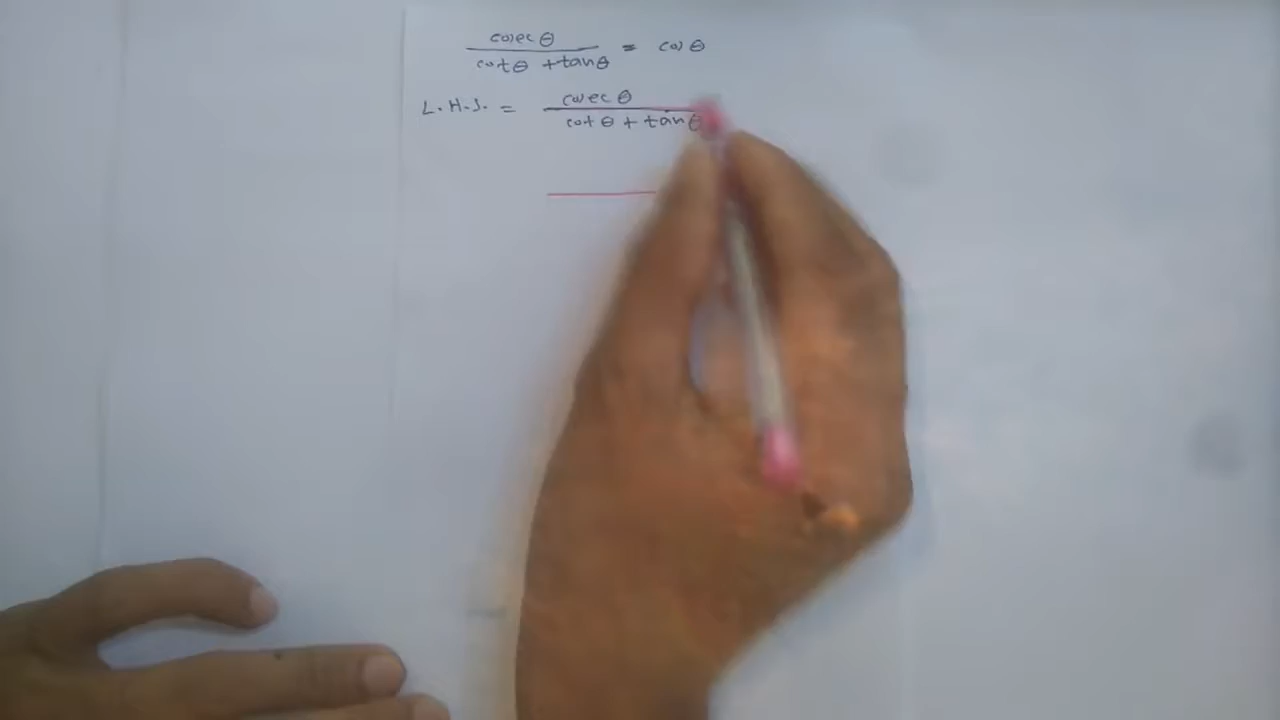 cosec θ / cot θ + tan θ = cos θ
L.H.S. = cosec θ / cot θ + tan θ